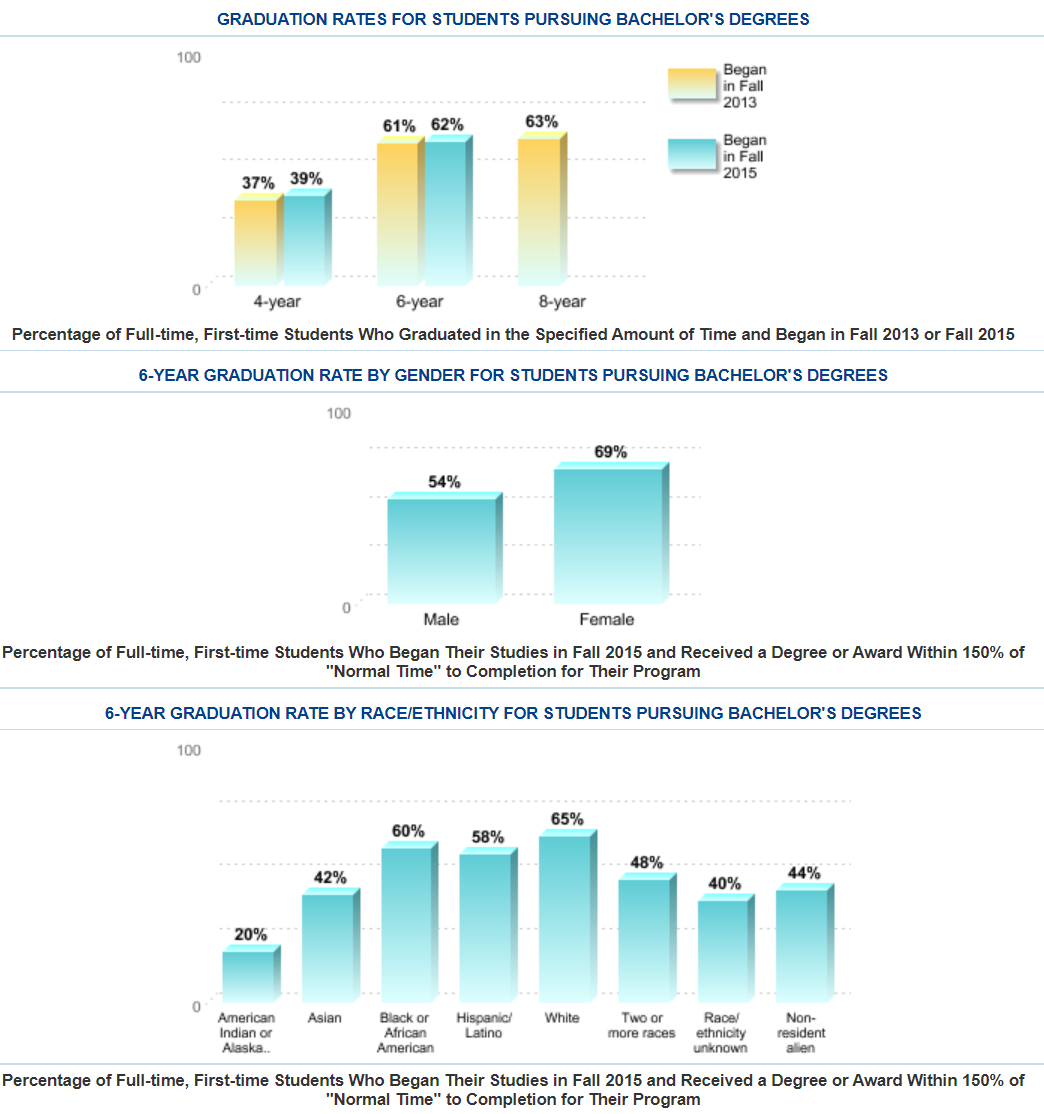 GRADUATION RATES FOR STUDENTS PURSUING BACHELOR'S DEGREES
100
Began
in Fall
2013
Began
in Fall
2015
37%
39%
61%
62%
63%
0
4-year
6-year
8-year
Percentage of Full-time, First-time Students Who Graduated in the Specified Amount of Time and Began in Fall 2013 or Fall 2015
6-YEAR GRADUATION RATE BY GENDER FOR STUDENTS PURSUING BACHELOR'S DEGREES
100
54%
69%
0
Male
Female
Percentage of Full-time, First-time Students Who Began Their Studies in Fall 2015 and Received a Degree or Award Within 150% of
"Normal Time" to Completion for Their Program
6-YEAR GRADUATION RATE BY RACE/ETHNICITY FOR STUDENTS PURSUING BACHELOR'S DEGREES
100
20%
42%
60%
58%
65%
48%
40%
44%
0
American
Indian or
Alaska..
Asian
Black or
African
American
Hispanic/
Latino
White
Two or
more races
Race/
ethnicity
unknown
Non-
resident
alien
Percentage of Full-time, First-time Students Who Began Their Studies in Fall 2015 and Received a Degree or Award Within 150% of
"Normal Time" to Completion for Their Program